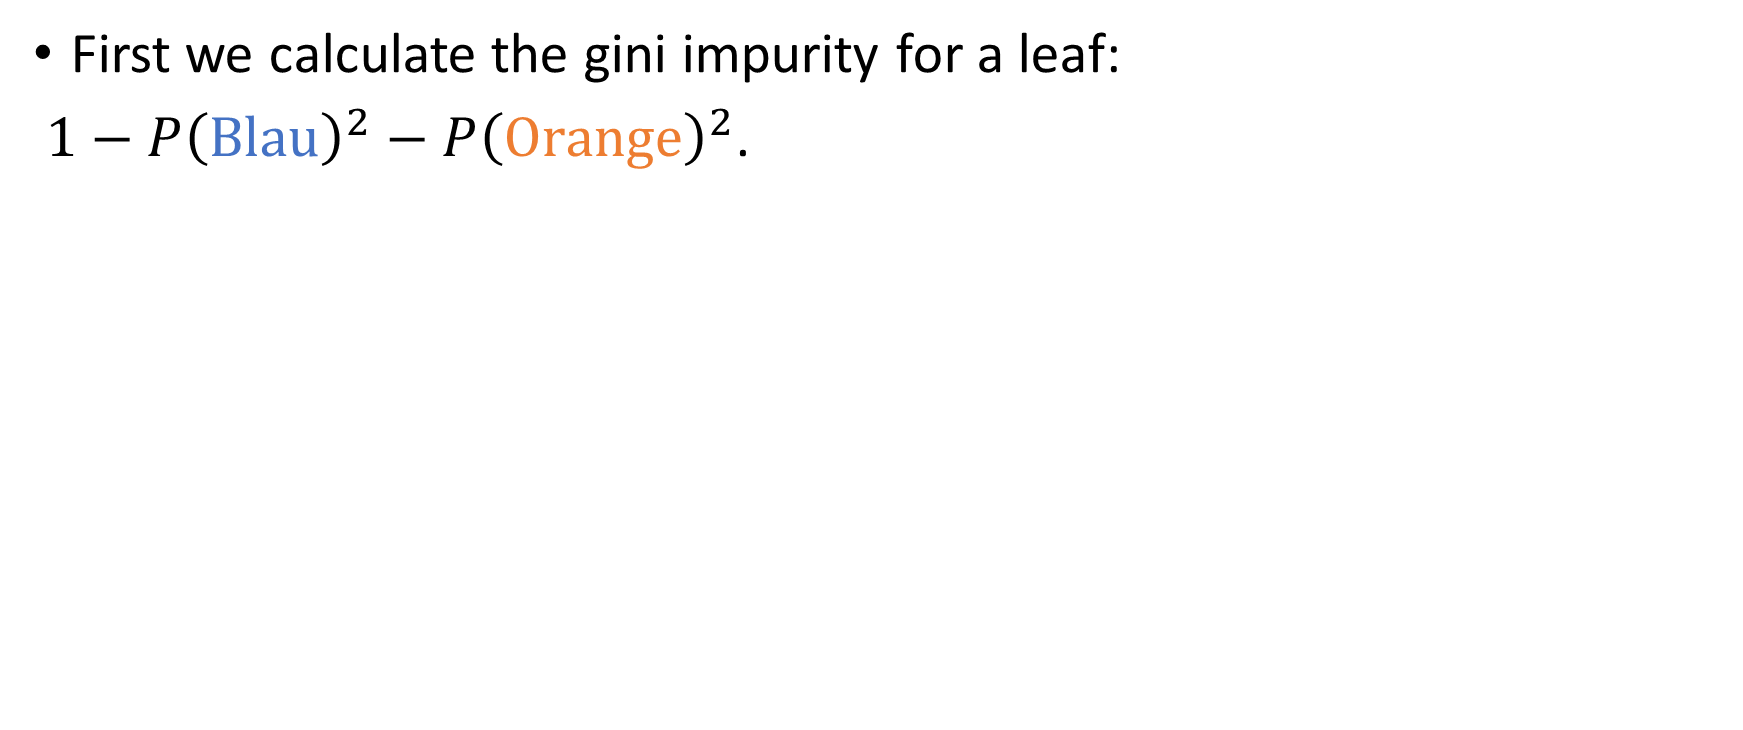 • First we calculate the gini impurity for a leaf:
1 − P(Blau)² − P(Orange)².